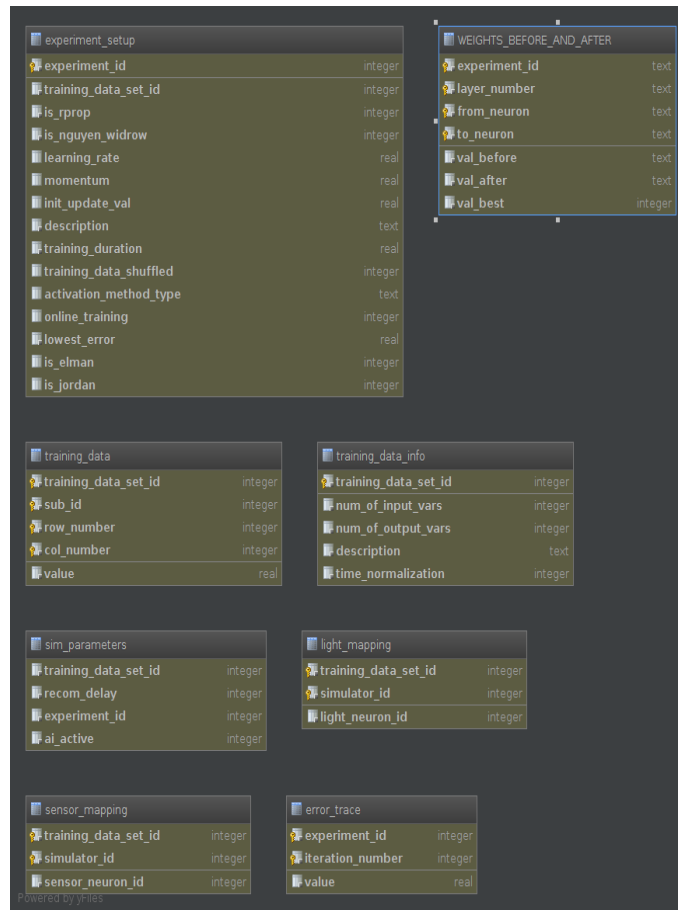 experiment_setup
experiment_id integer
training_data_set_id integer
is_rprop integer
is_nguyen_widrow integer
learning_rate real
momentum real
init_update_val real
description text
training_duration real
training_data_shuffled integer
activation_method_type text
online_training integer
lowest_error real
is_elman integer
is_jordan integer
WEIGHTS_BEFORE_AND_AFTER
experiment_id text
layer_number text
from_neuron text
to_neuron text
val_before text
val_after text
val_best integer
training_data
training_data_set_id integer
sub_id integer
row_number integer
col_number integer
value real
training_data_info
training_data_set_id integer
num_of_input_vars integer
num_of_output_vars integer
description text
time_normalization integer
sim_parameters
training_data_set_id integer
recom_delay integer
experiment_id integer
ai_active integer
light_mapping
training_data_set_id integer
simulator_id integer
light_neuron_id integer
sensor_mapping
training_data_set_id integer
simulator_id integer
sensor_neuron_id integer
error_trace
experiment_id integer
iteration_number integer
value real
Powered by yFiles